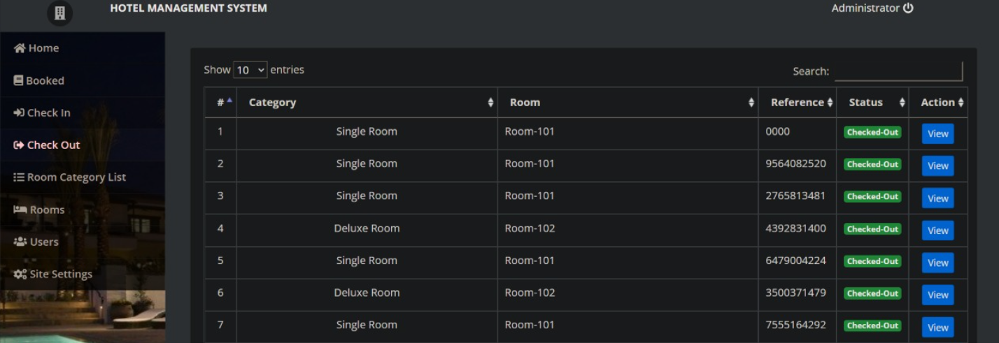 HOTEL MANAGEMENT SYSTEM
Administrator
Home
Booked
Check In
Check Out
Room Category List
Rooms
Users
Site Settings
Show 10 entries
Search:
# Category Room Reference Status Action
1 Single Room Room-101 0000 Checked-Out View
2 Single Room Room-101 9564082520 Checked-Out View
3 Single Room Room-101 2765813481 Checked-Out View
4 Deluxe Room Room-102 4392831400 Checked-Out View
5 Single Room Room-101 6479004224 Checked-Out View
6 Deluxe Room Room-102 3500371479 Checked-Out View
7 Single Room Room-101 7555164292 Checked-Out View